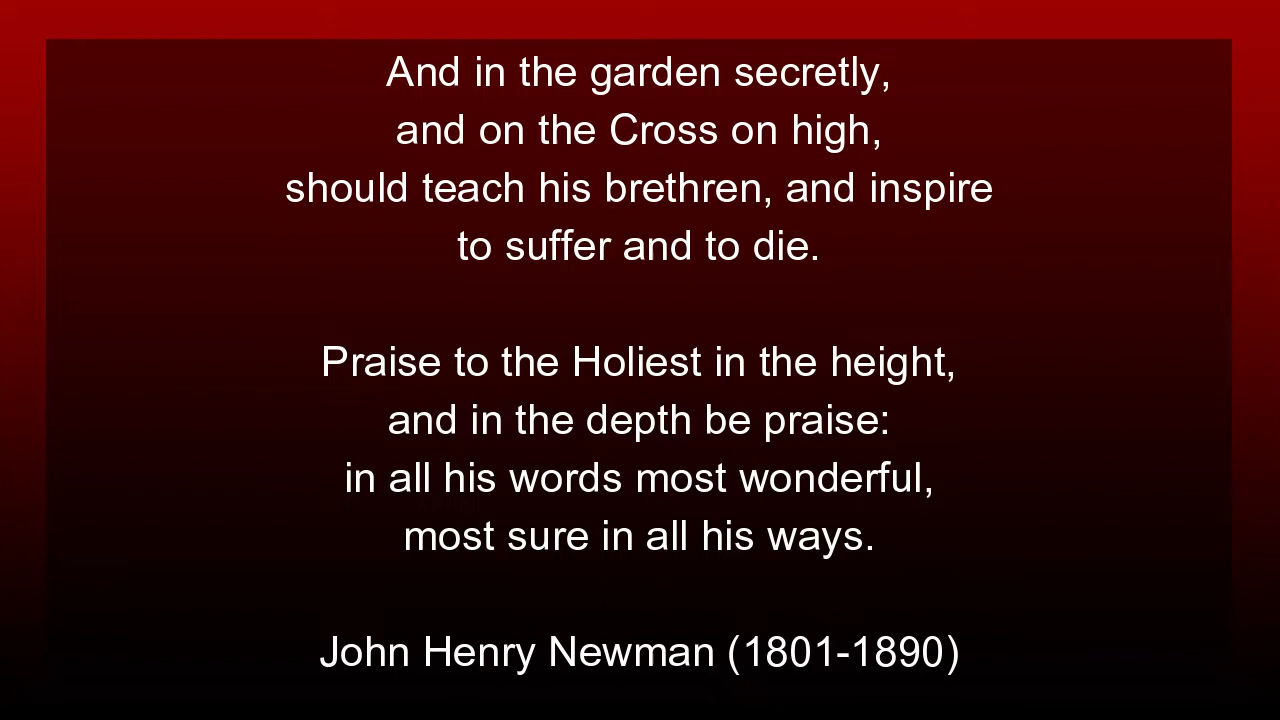 And in the garden secretly,
and on the Cross on high,
should teach his brethren, and inspire
to suffer and to die.
Praise to the Holiest in the height,
and in the depth be praise:
in all his words most wonderful,
most sure in all his ways.
John Henry Newman (1801-1890)